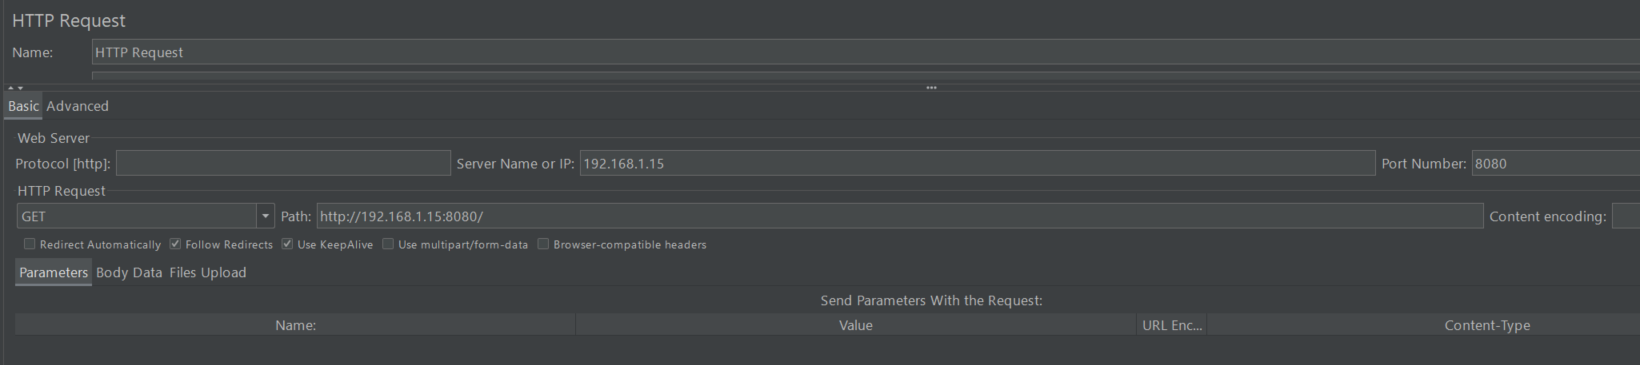 HTTP Request
Name: HTTP Request
Basic Advanced
Web Server
Protocol [http]: Server Name or IP: 192.168.1.15 Port Number: 8080
HTTP Request
GET Path: http://192.168.1.15:8080/ Content encoding:
Redirect Automatically Follow Redirects Use KeepAlive Use multipart/form-data Browser-compatible headers
Parameters Body Data Files Upload
Send Parameters With the Request:
Name: Value URL Enc... Content-Type